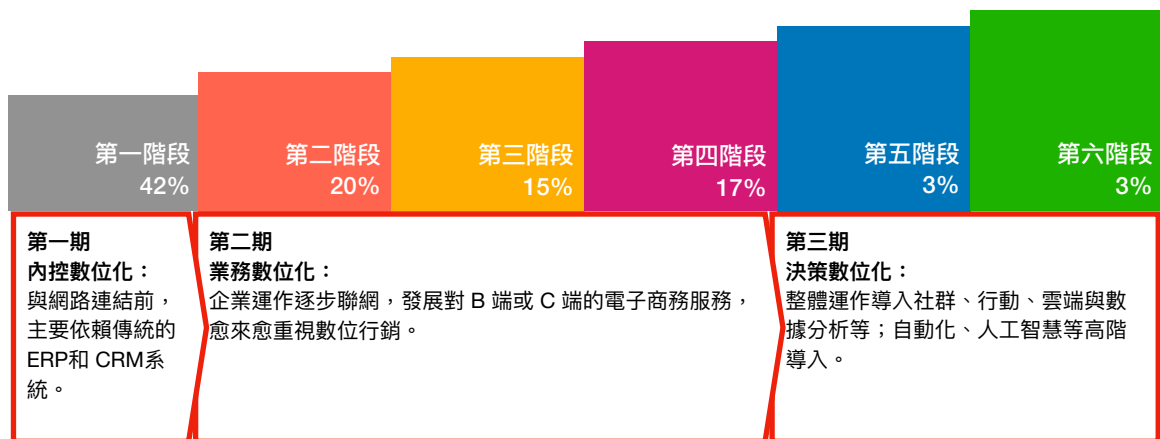 第一階段
42%
第二階段
20%
第三階段
15%
第四階段
17%
第五階段
3%
第六階段
3%
第一期
內控數位化：
與網路連結前，
主要依賴傳統的
ERP和 CRM系
統。
第二期
業務數位化：
企業運作逐步聯網，發展對 B 端或 C 端的電子商務服務，
愈來愈重視數位行銷。
第三期
決策數位化：
整體運作導入社群、行動、雲端與數
據分析等；自動化、人工智慧等高階
導入。